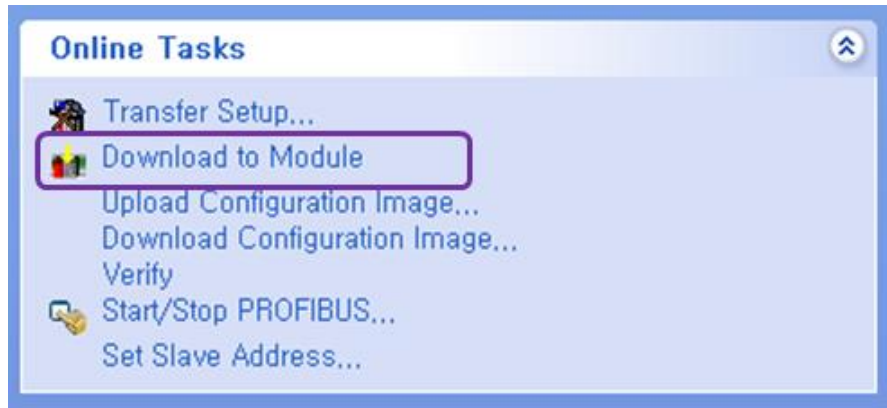 Online Tasks
Transfer Setup...
Download to Module
Upload Configuration Image...
Download Configuration Image...
Verify
Start/Stop PROFIBUS...
Set Slave Address...